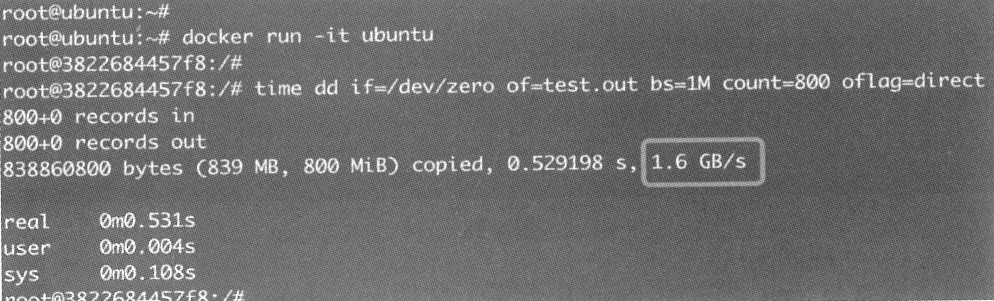 root@ubuntu:~#
root@ubuntu:~# docker run -it ubuntu
root@3822684457f8:/#
root@3822684457f8:/# time dd if=/dev/zero of=test.out bs=1M count=800 oflag=direct
800+0 records in
800+0 records out
838860800 bytes (839 MB, 800 MiB) copied, 0.529198 s, 1.6 GB/s
real 0m0.531s
user 0m0.004s
sys 0m0.108s
root@3822684457f8:/#